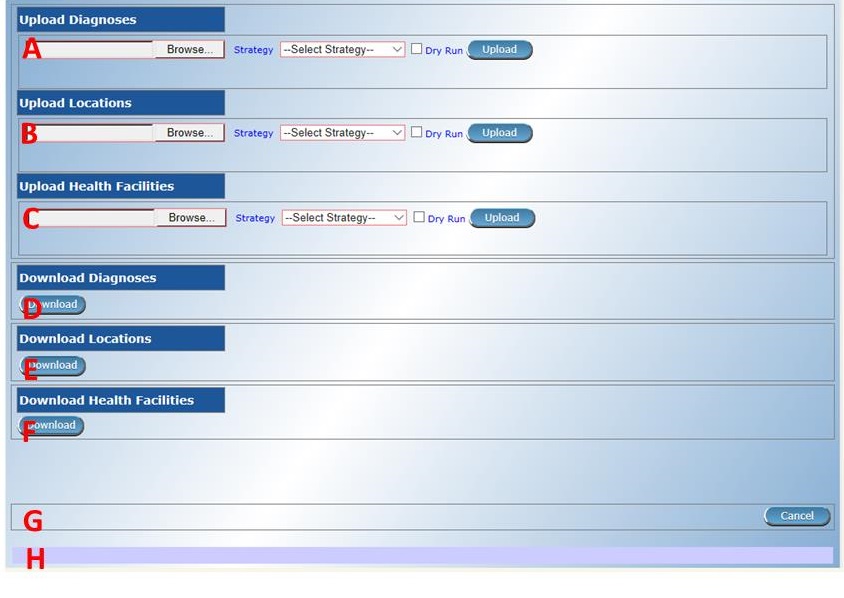 Upload Diagnoses
A Browse... Strategy --Select Strategy-- Dry Run Upload
Upload Locations
B Browse... Strategy --Select Strategy-- Dry Run Upload
Upload Health Facilities
C Browse... Strategy --Select Strategy-- Dry Run Upload
Download Diagnoses
D Download
Download Locations
E Download
Download Health Facilities
F Download
G Cancel
H